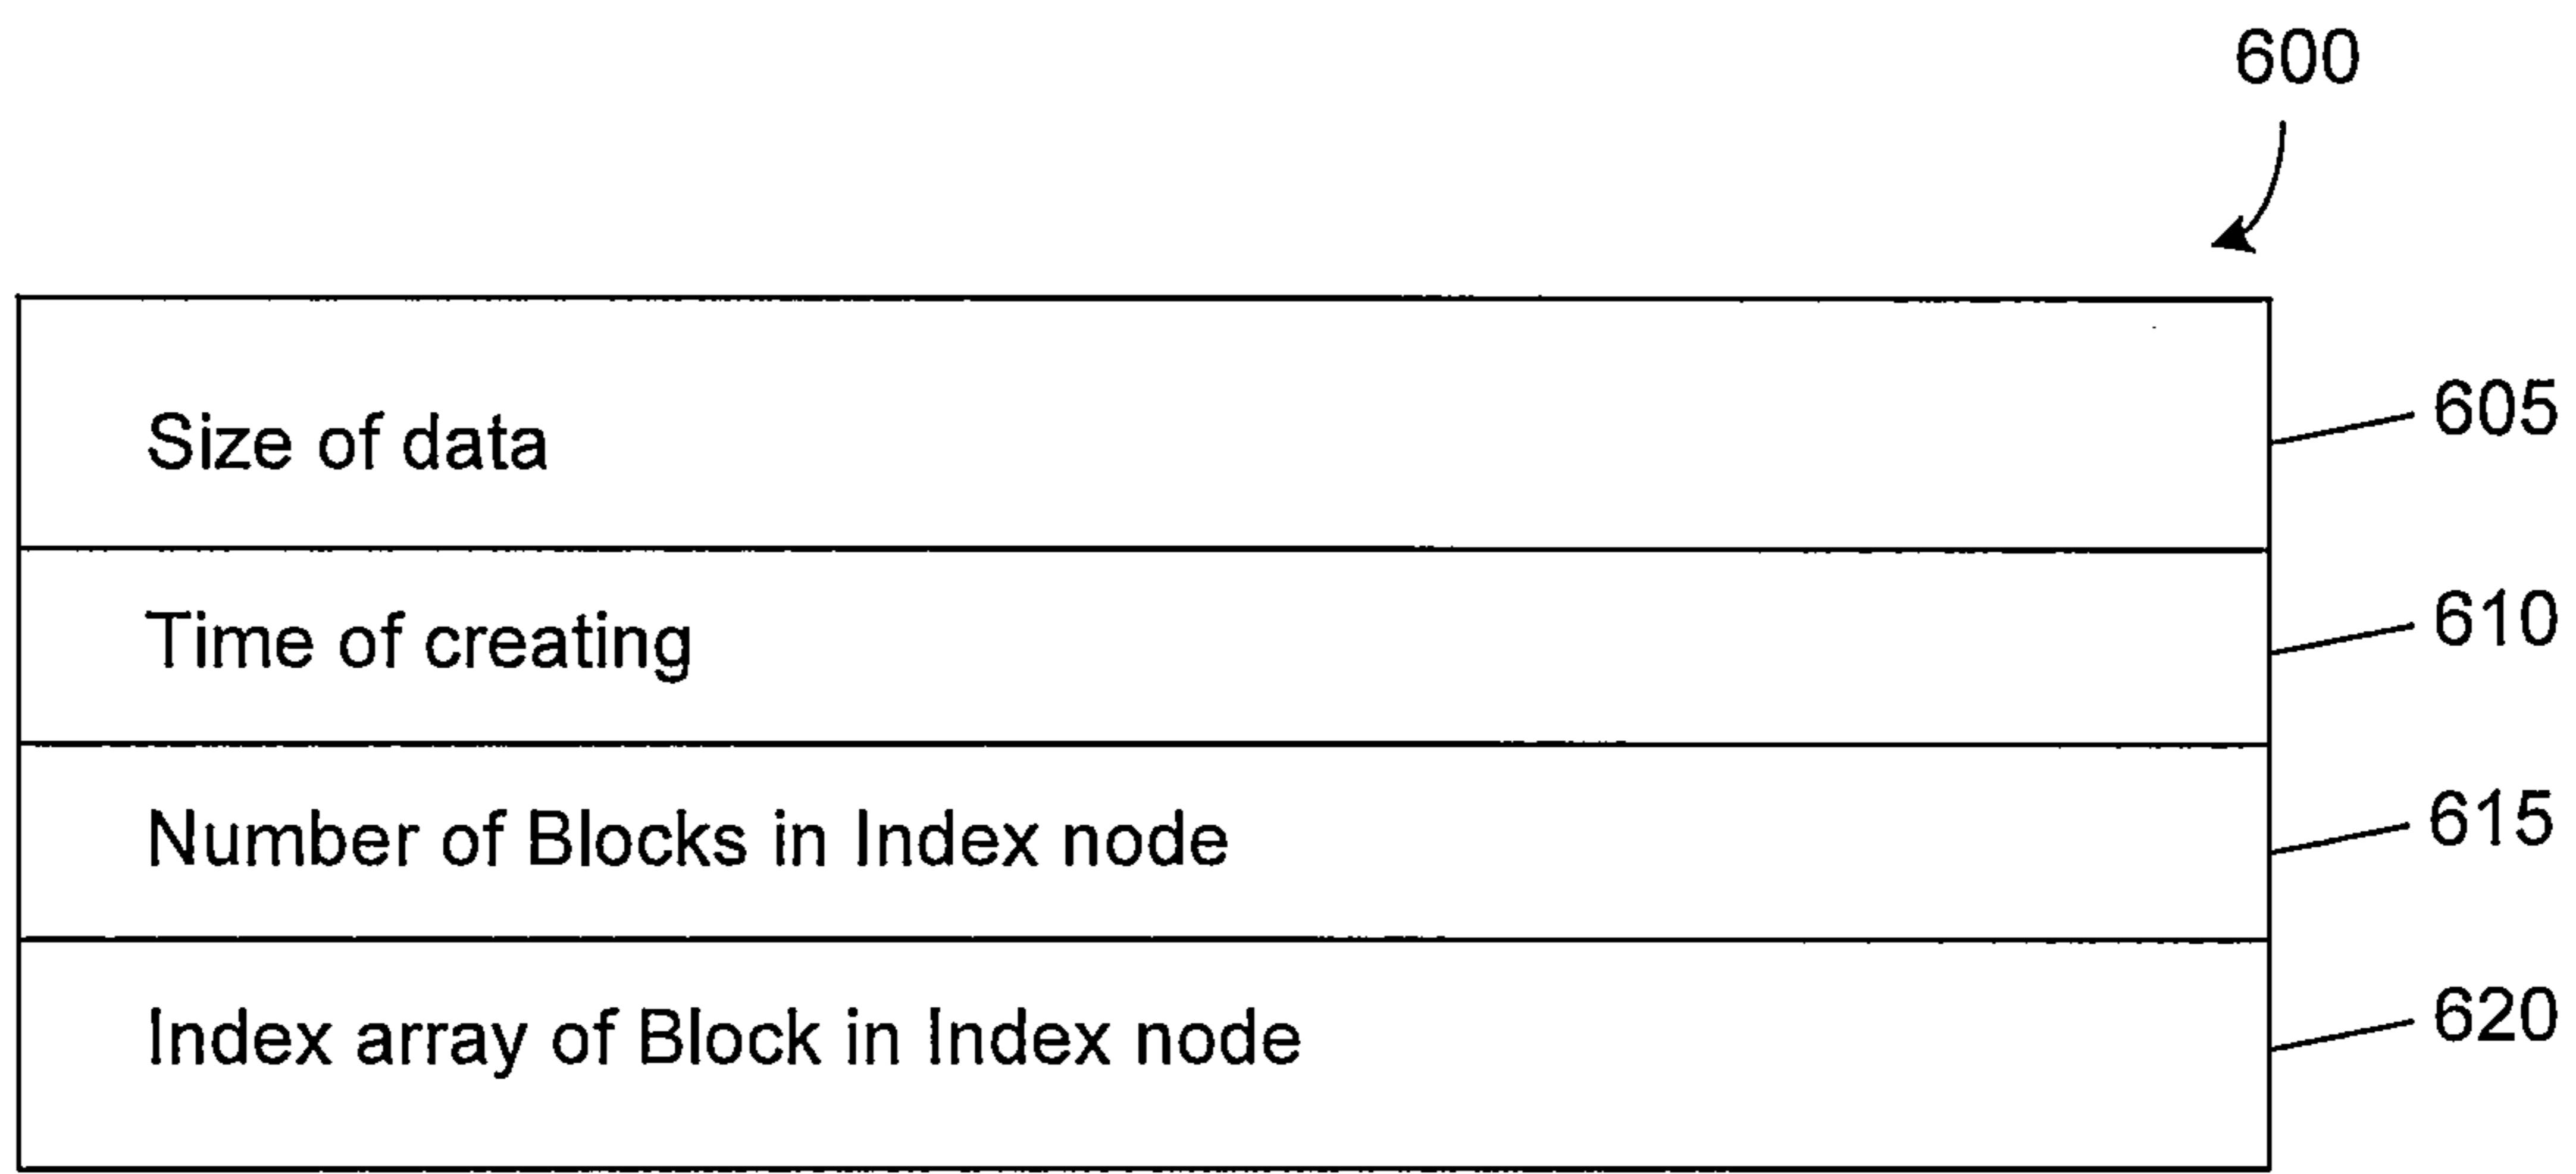 600
Size of data
605
Time of creating
610
Number of Blocks in Index node
615
Index array of Block in Index node
620